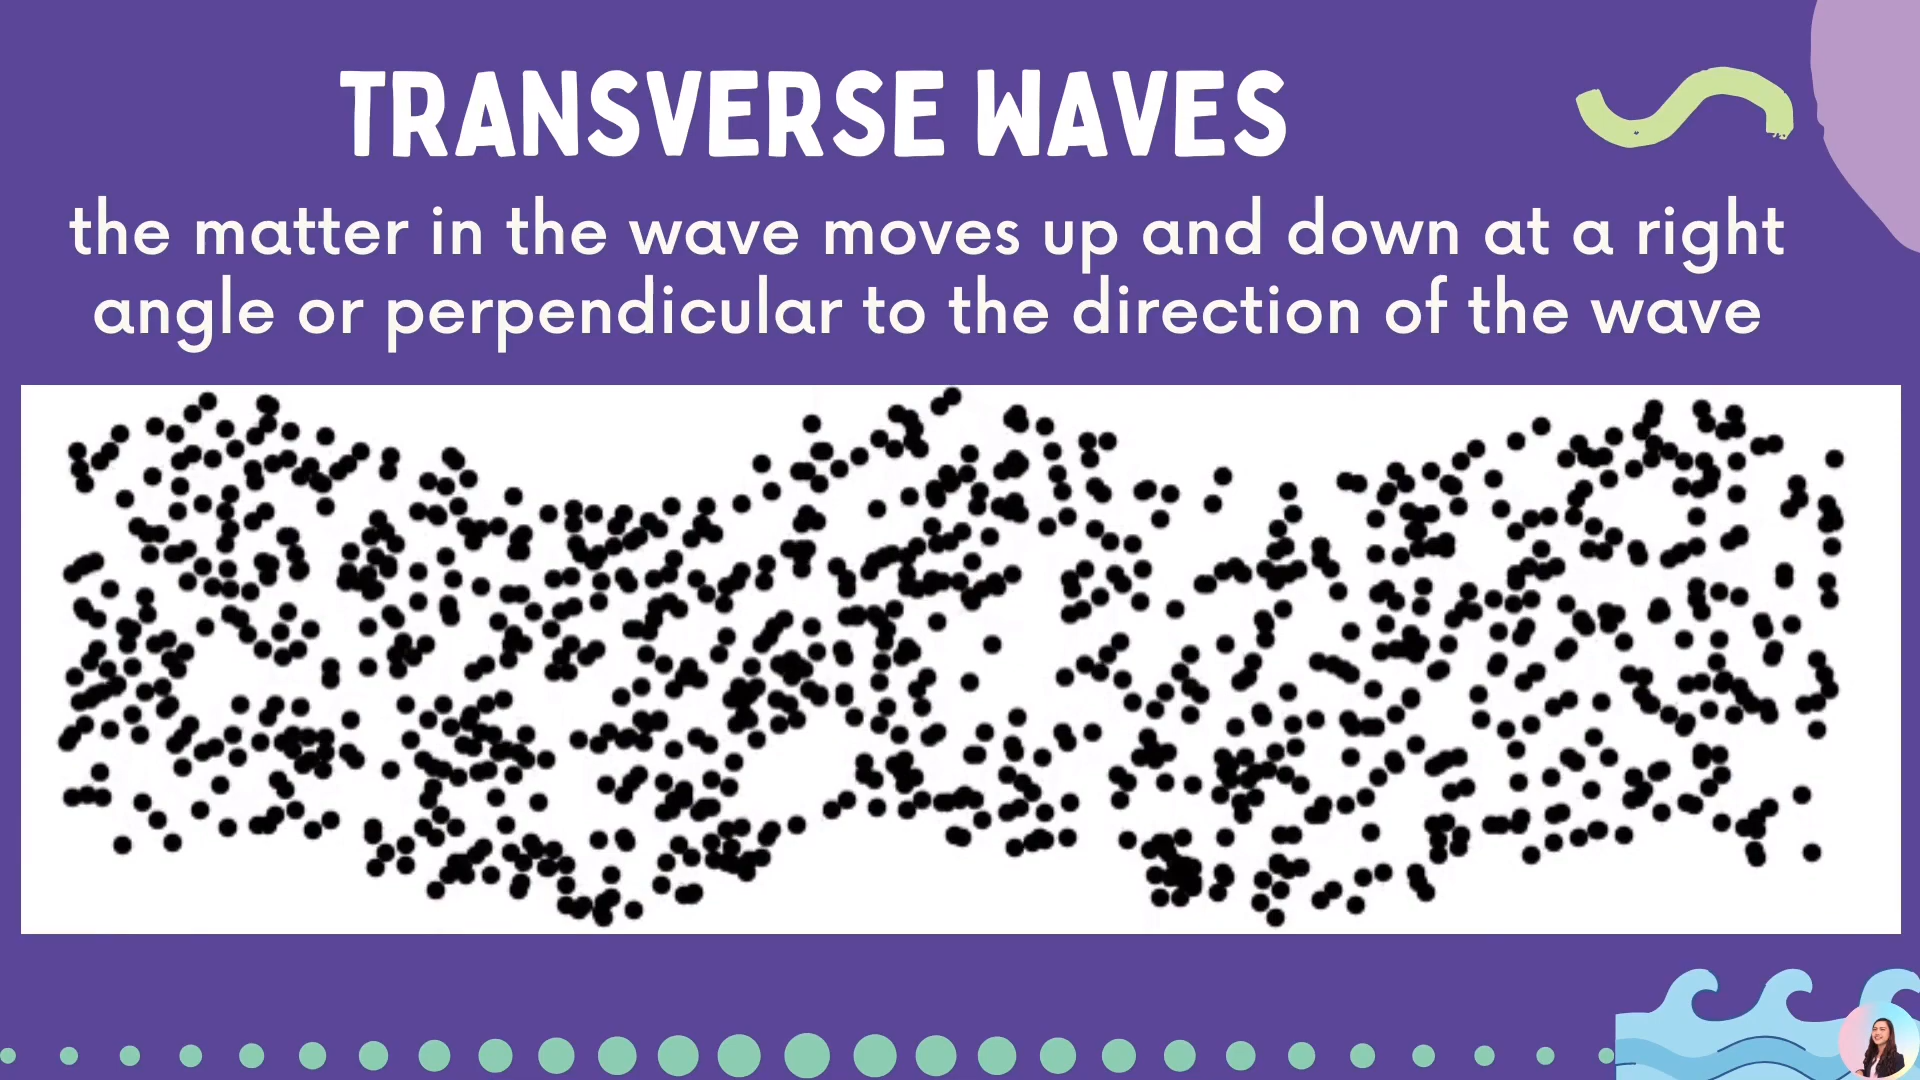 TRANSVERSE WAVES
the matter in the wave moves up and down at a right
angle or perpendicular to the direction of the wave